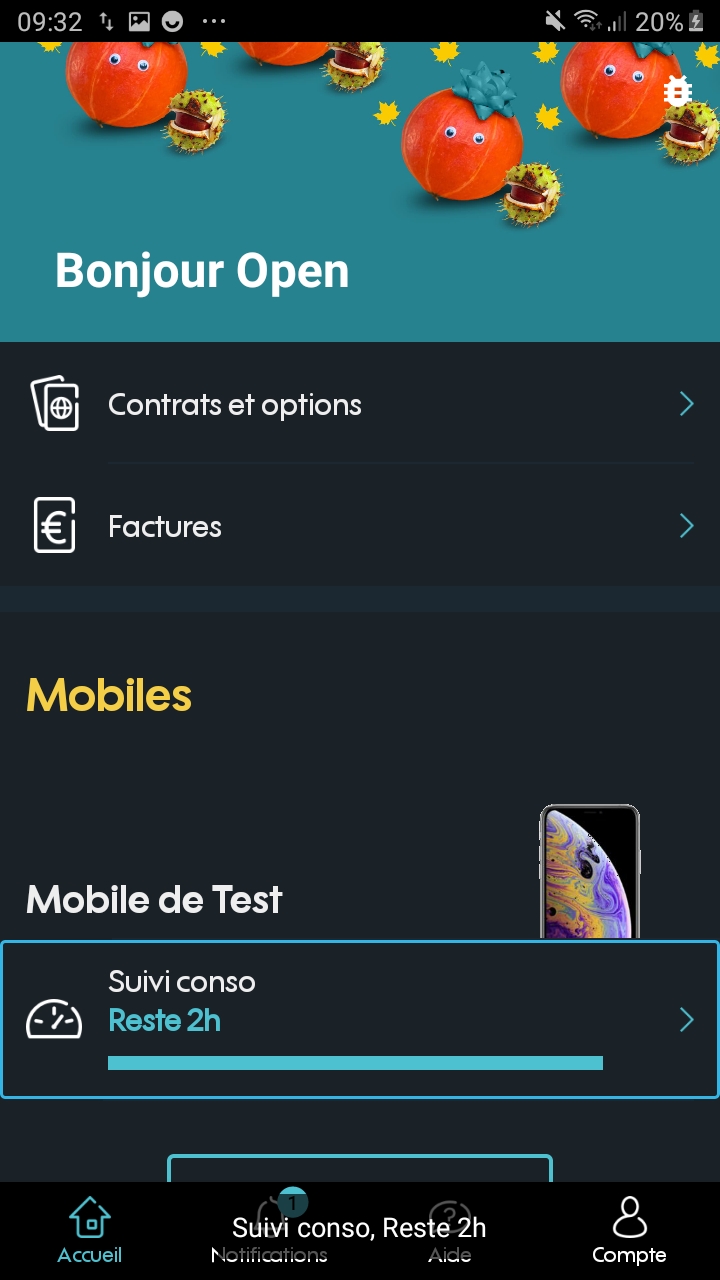 09:32
20%
Bonjour Open
Contrats et options
Factures
€
Mobiles
Mobile de Test
Suivi conso
Reste 2h
1
?
Suivi conso, Reste 2h
Accueil
Notifications
Aide
Compte